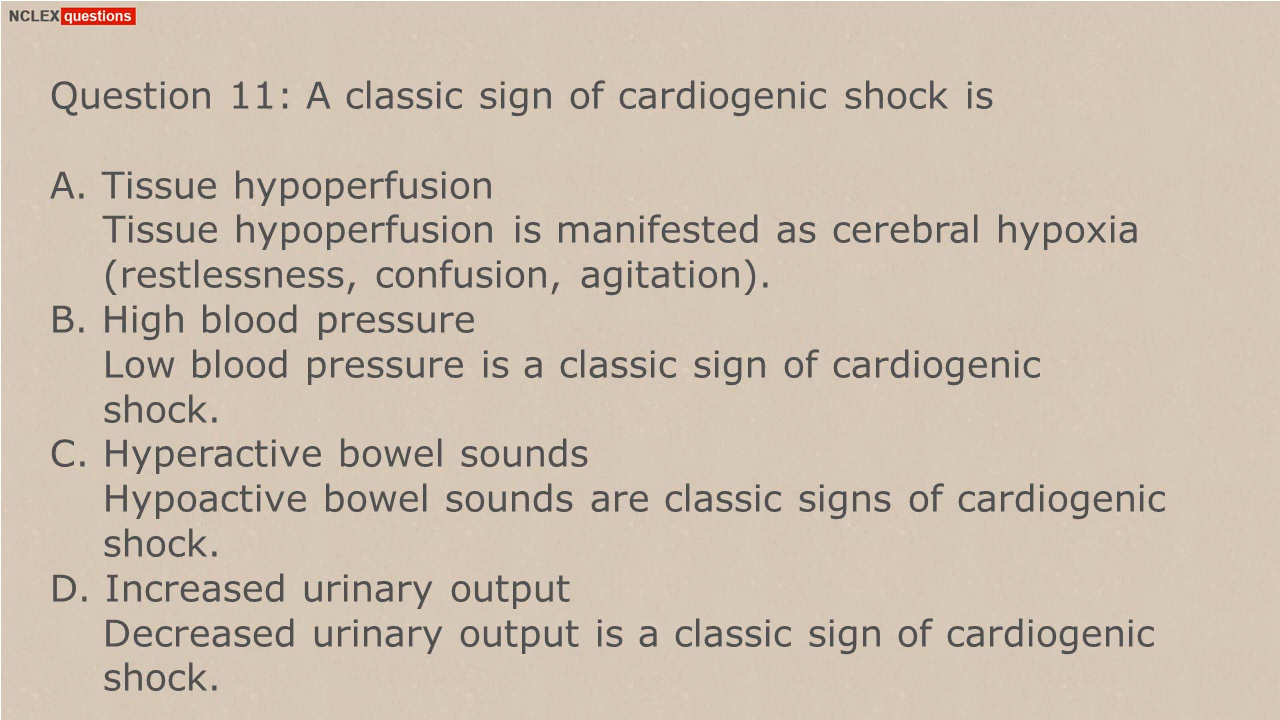 NCLEX questions
Question 11: A classic sign of cardiogenic shock is
A. Tissue hypoperfusion
Tissue hypoperfusion is manifested as cerebral hypoxia
(restlessness, confusion, agitation).
B. High blood pressure
Low blood pressure is a classic sign of cardiogenic
shock.
C. Hyperactive bowel sounds
Hypoactive bowel sounds are classic signs of cardiogenic
shock.
D. Increased urinary output
Decreased urinary output is a classic sign of cardiogenic
shock.